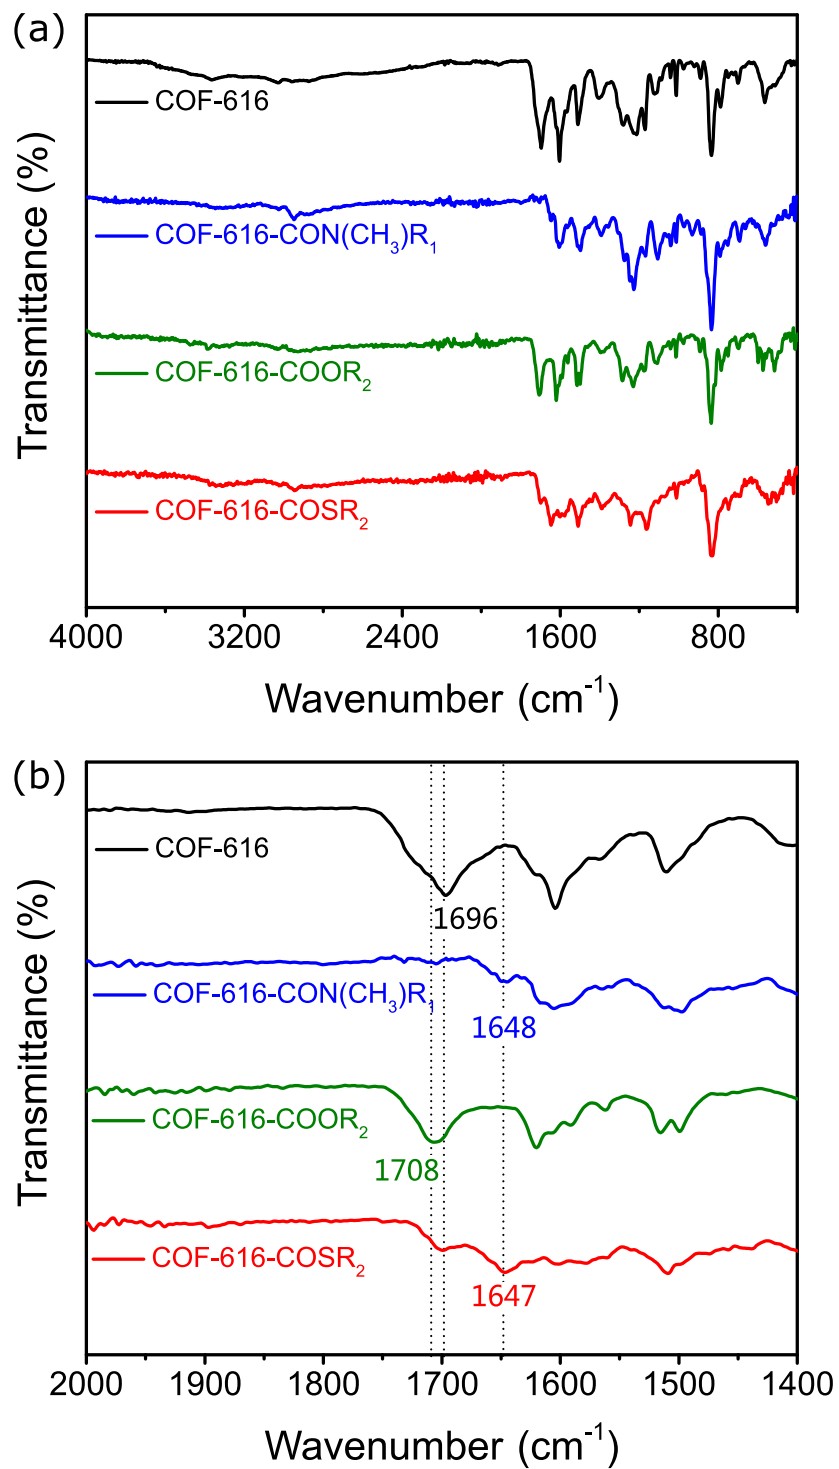 (a)
COF-616
COF-616-CON(CH₃)R₁
COF-616-COOR₂
COF-616-COSR₂
Transmittance (%)
4000 3200 2400 1600 800
Wavenumber (cm⁻¹)
(b)
COF-616
1696
COF-616-CON(CH₃)R₁
1648
COF-616-COOR₂
1708
COF-616-COSR₂
1647
Transmittance (%)
2000 1900 1800 1700 1600 1500 1400
Wavenumber (cm⁻¹)